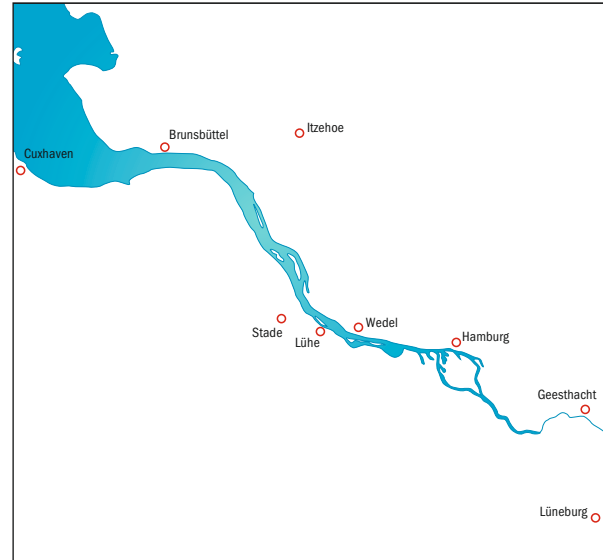 Itzehoe
Brunsbüttel
Cuxhaven
Wedel
Stade
Lühe
Hamburg
Geesthacht
Lüneburg